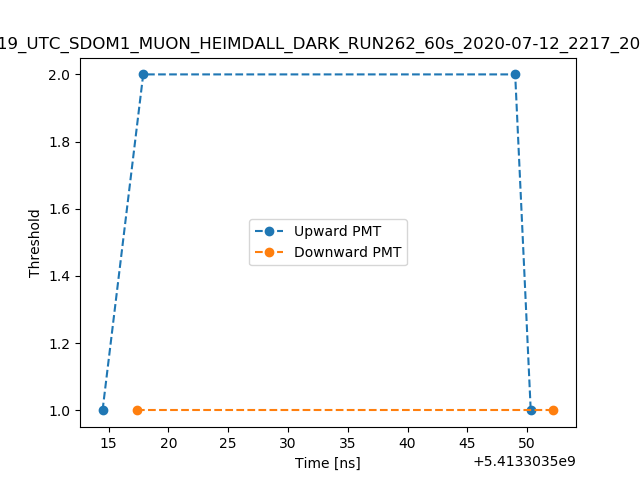 19_UTC_SDOM1_MUON_HEIMDALL_DARK_RUN262_60s_2020-07-12_2217_20
2.0
1.8
1.6
1.4
1.2
1.0
Threshold
Upward PMT
Downward PMT
15 20 25 30 35 40 45 50
Time [ns]
+5.4133035e9